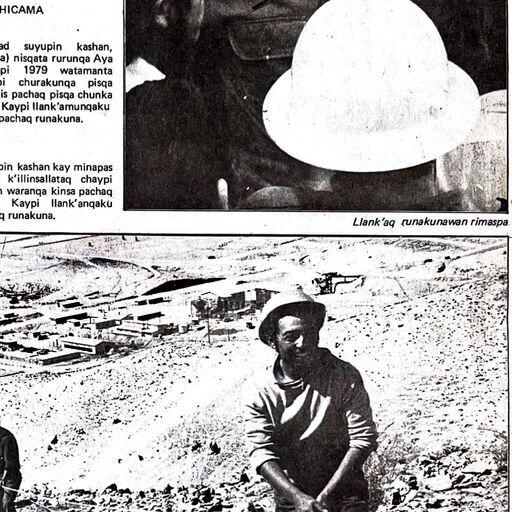 HICAMA
ad suyupin kashan,
a) nisqata rurunqa Aya
pi 1979 watamanta
oi churakunqa pisqa
is pachaq pisqa chunka
Kaypi llank'amunqaku
pachaq runakuna.
pin kashan kay minapas
k'illinsallataq chaypi
n waranqa kinsa pachaq
Kaypi llank'anqaku
q runakuna.
Llank'aq runakunawan rimaspa.